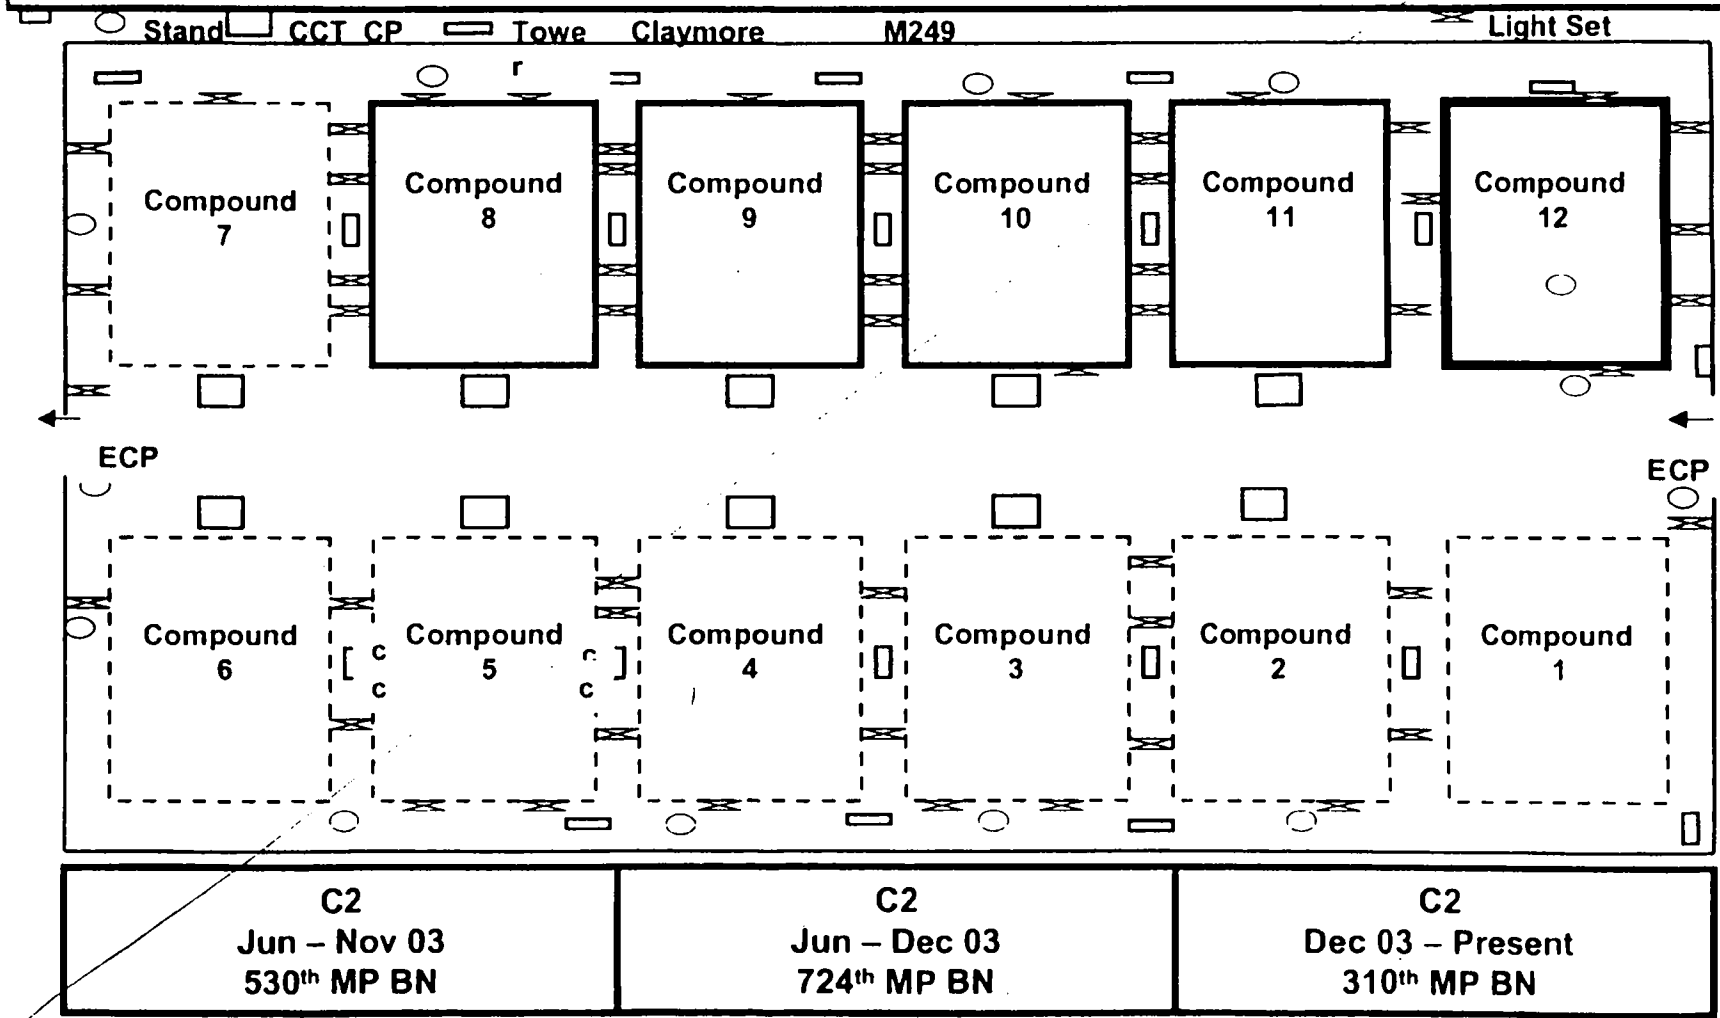 Stand CCT CP Towe Claymore M249 Light Set
r
Compound
7
Compound
8
Compound
9
Compound
10
Compound
11
Compound
12
ECP
ECP
Compound
6
c
c
Compound
5
c
Compound
4
Compound
3
Compound
2
Compound
1
C2
Jun – Nov 03
530th MP BN
C2
Jun – Dec 03
724th MP BN
C2
Dec 03 – Present
310th MP BN